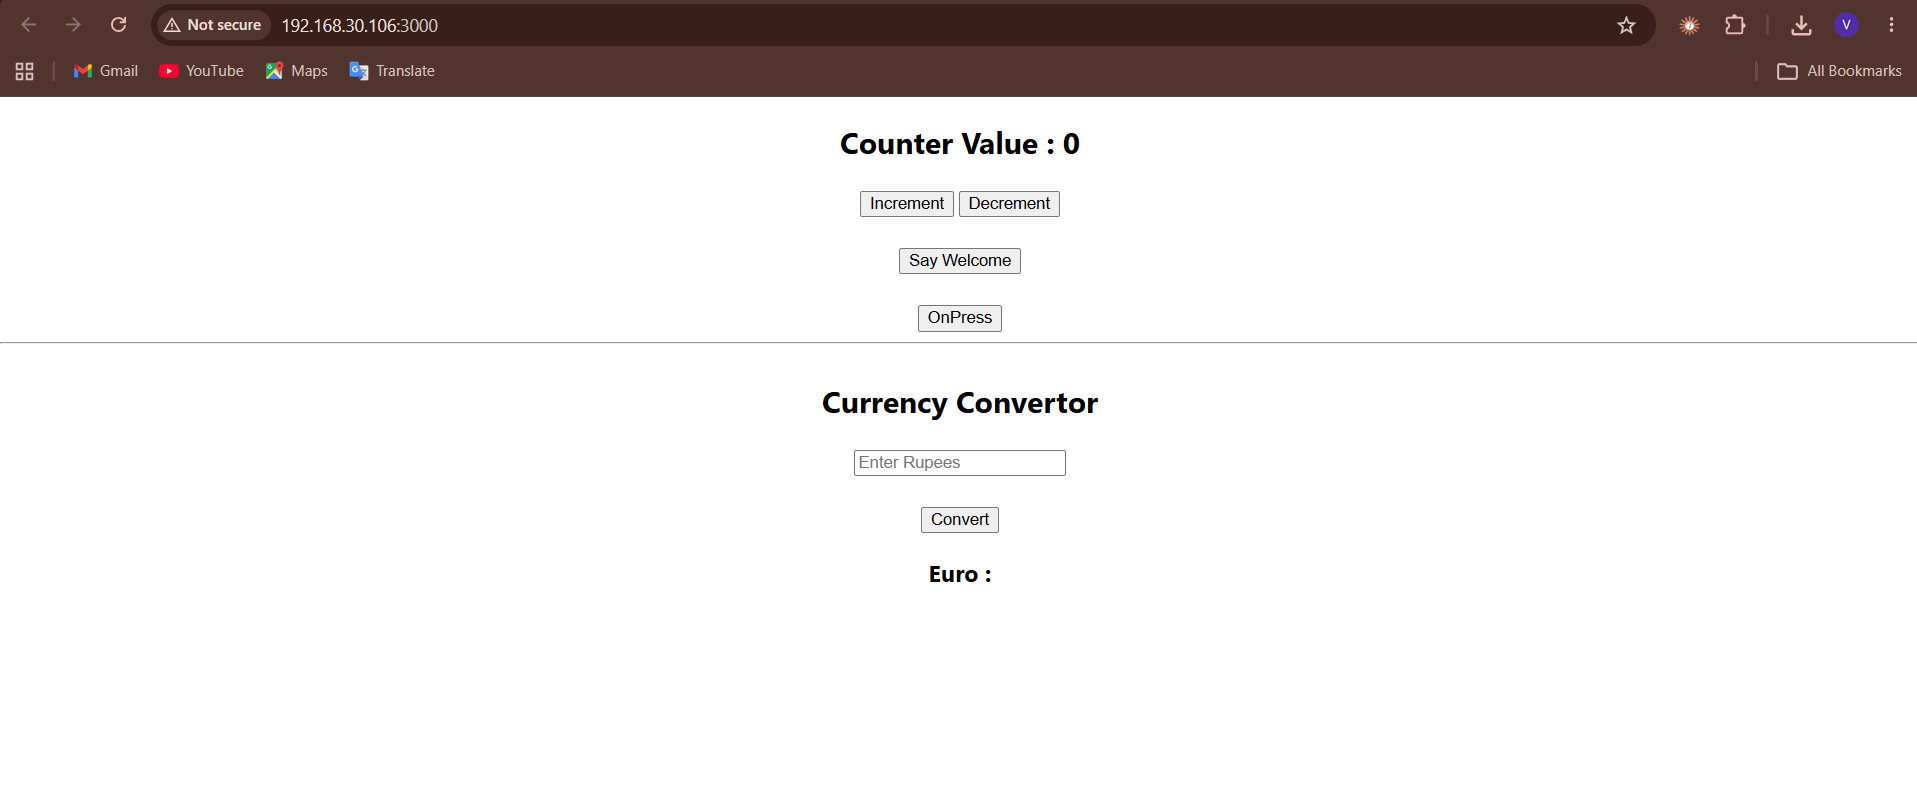 Not secure 192.168.30.106:3000 V
Gmail YouTube Maps Translate All Bookmarks
Counter Value : 0
Increment Decrement
Say Welcome
OnPress
Currency Convertor
Enter Rupees
Convert
Euro :